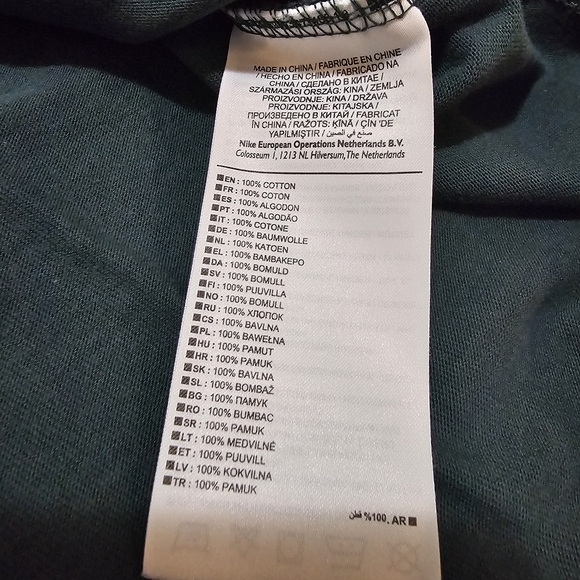 MADE IN CHINA / FABRIQUE EN CHINE
/ HECHO EN CHINA / FABRICADO NA
CHINA / СДЕЛАНО В КИТАЕ /
SZÁRMAZÁSI ORSZÁG: KINA / ZEMLJA
PROIZVODNJE: KINA / DRŽAVA
PROIZVODNJE: KITAJSKA /
ПРОИЗВЕДЕНО В КИТАЙ / FABRICAT
ÎN CHINA / RAŽOTS: ĶĪNĀ / ÇİN 'DE
YAPILMIŞTIR / صنع في الصين
Nike European Operations Netherlands B.V.
Colosseum 1, 1213 NL Hilversum, The Netherlands
EN : 100% COTTON
FR : 100% COTON
ES : 100% ALGODON
PT : 100% ALGODÃO
IT : 100% COTONE
DE : 100% BAUMWOLLE
NL : 100% KATOEN
EL : 100% BAMBAKEPO
DA : 100% BOMULD
SV : 100% BOMULL
FI : 100% PUUVILLA
NO : 100% BOMULL
RU : 100% ХЛОПОК
CS : 100% BAVLNA
PL : 100% BAWEŁNA
HU : 100% PAMUT
HR : 100% PAMUK
SK : 100% BAVLNA
SL : 100% BOMBAŽ
BG : 100% ПАМУК
RO : 100% BUMBAC
SR : 100% PAMUK
LT : 100% MEDVILNĖ
ET : 100% PUUVILL
LV : 100% KOKVILNA
TR : 100% PAMUK
قطن %100. AR